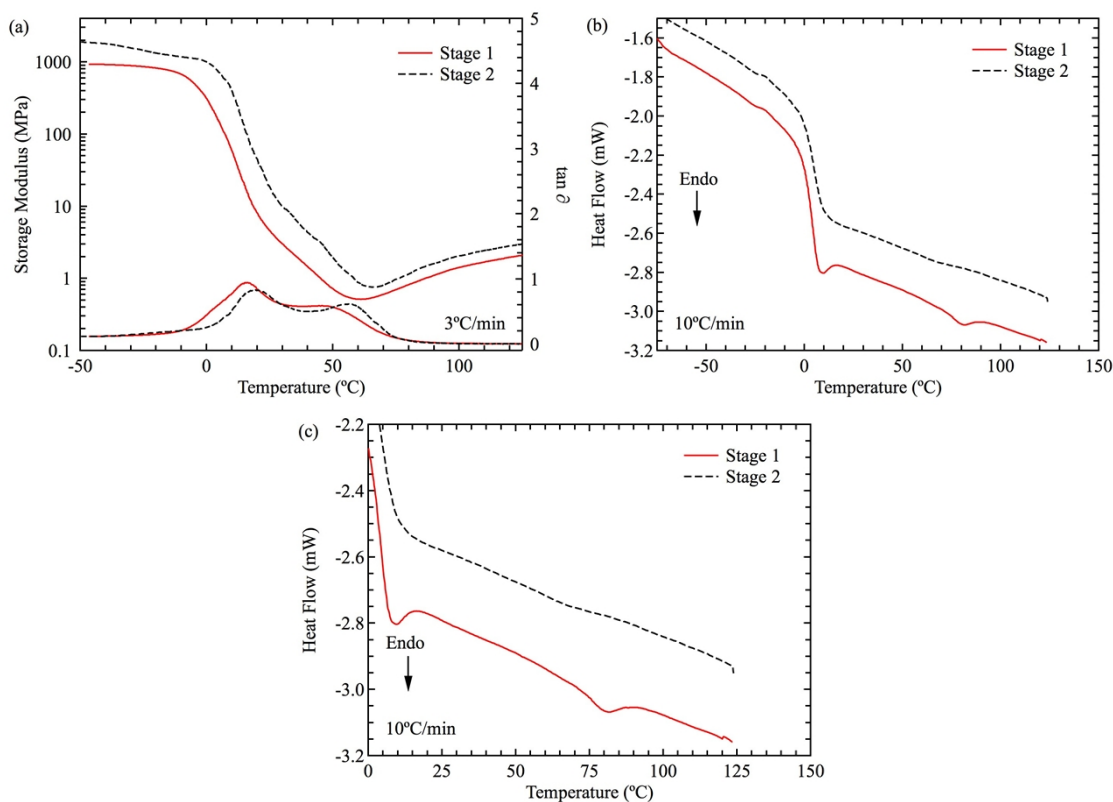 (a)
Stage 1
Stage 2
Storage Modulus (MPa)
1000
100
10
1
0.1
5
4
3
2
1
0
tan ∂
3ºC/min
-50
0
50
100
Temperature (ºC)
(b)
Stage 1
Stage 2
Heat Flow (mW)
-1.6
-1.8
-2.0
-2.2
-2.4
-2.6
-2.8
-3.0
-3.2
Endo
10ºC/min
-50
0
50
100
150
Temperature (ºC)
(c)
Stage 1
Stage 2
Heat Flow (mW)
-2.2
-2.4
-2.6
-2.8
-3.0
-3.2
Endo
10ºC/min
0
25
50
75
100
125
150
Temperature (ºC)